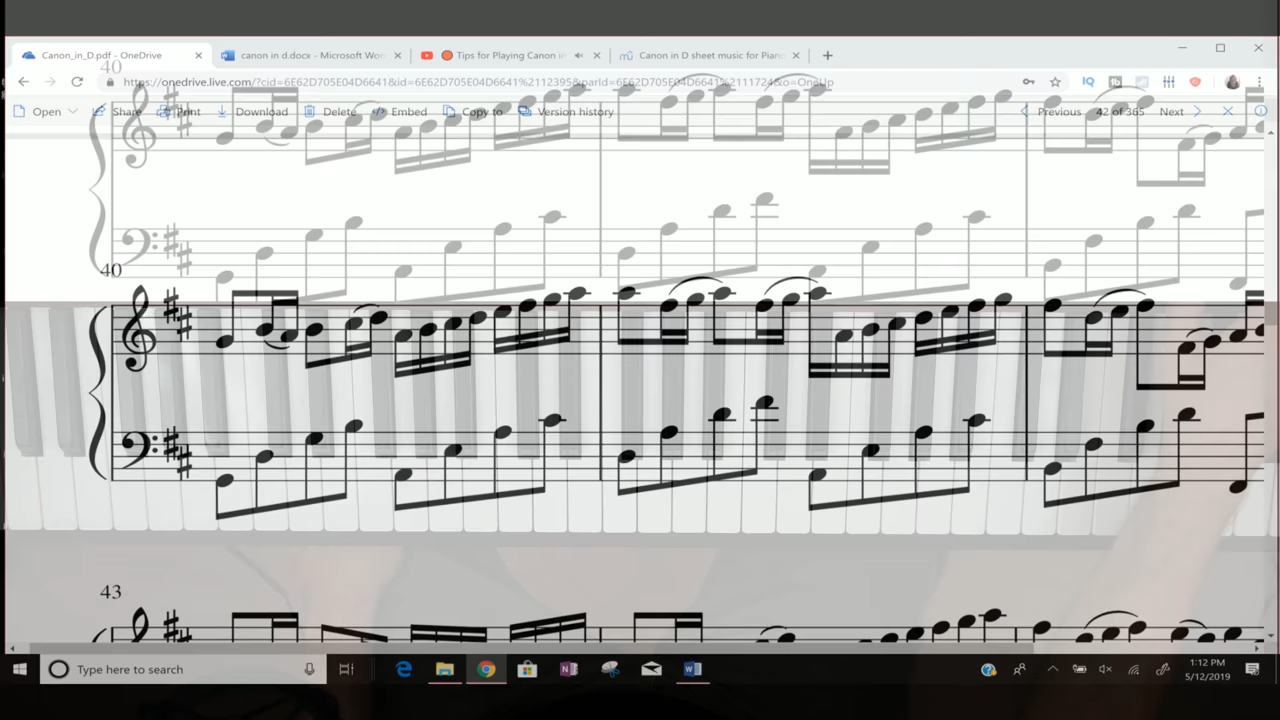 Canon_in_D.pdf - OneDrive
canon in d.docx - Microsoft Wor
Tips for Playing Canon in
Canon in D sheet music for Piano
https://onedrive.live.com/?cid=6E62D705E04D6641&id=6E62D705E04D6641%2112395&parId=6E62D705E04D6641%2111724&o=OneUp
Open Share Print Download Delete Embed Copy to Version history Previous 42 of 365 Next
40
40
43
Type here to search
1:12 PM
5/12/2019